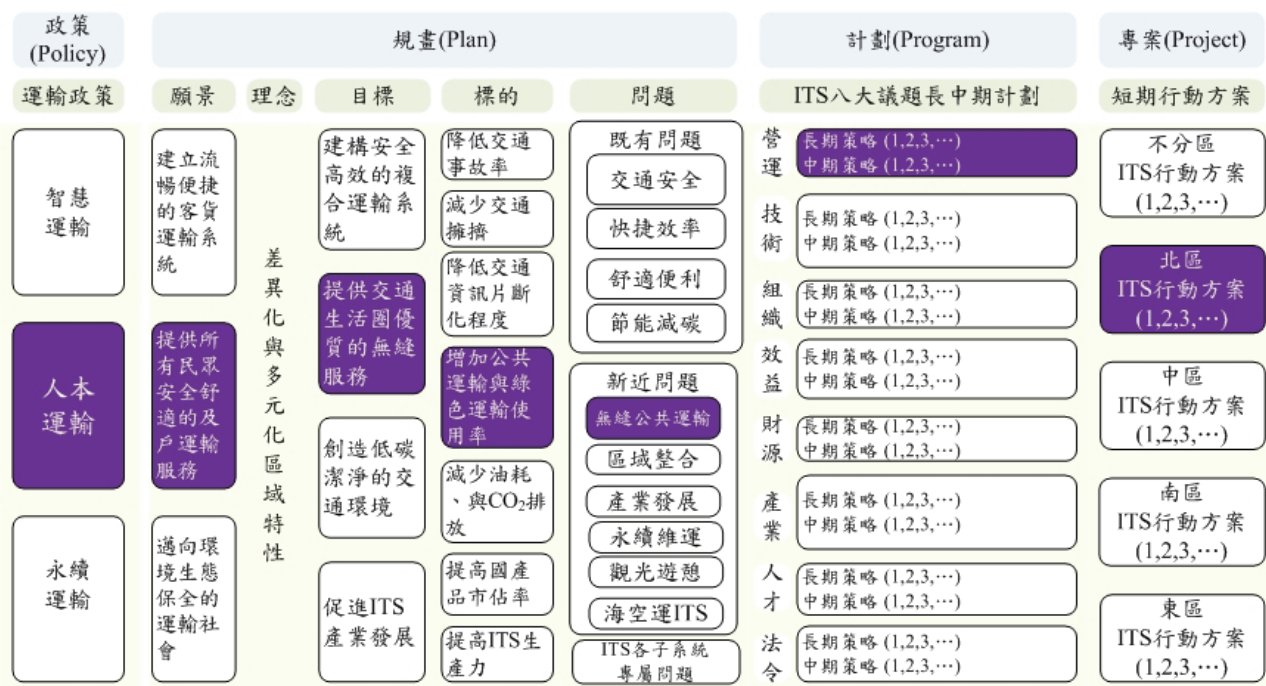 政策
(Policy)
規畫(Plan)
計劃(Program)
專案(Project)
運輸政策
願景
理念
目標
標的
問題
ITS八大議題長中期計劃
短期行動方案
智慧
運輸
人本
運輸
永續
運輸
建立流
暢便捷
的客貨
運輸系
統
提供所
有民眾
安全舒
適的及
戶運輸
服務
邁向環
境生態
保全的
運輸社
會
差異化與多元化區域特性
建構安全
高效的複
合運輸系
統
提供交通
生活圈優
質的無縫
服務
創造低碳
潔淨的交
通環境
促進ITS
產業發展
降低交通
事故率
減少交通
擁擠
降低交通
資訊片斷
化程度
增加公共
運輸與綠
色運輸使
用率
減少油耗
、與CO₂排
放
提高國產
品市佔率
提高ITS生
產力
既有問題
交通安全
快捷效率
舒適便利
節能減碳
新近問題
無縫公共運輸
區域整合
產業發展
永續維運
觀光遊憩
海空運ITS
ITS各子系統
專屬問題
營運
長期策略 (1,2,3,⋯)
中期策略 (1,2,3,⋯)
技術
長期策略 (1,2,3,⋯)
中期策略 (1,2,3,⋯)
組織
長期策略 (1,2,3,⋯)
中期策略 (1,2,3,⋯)
效益
長期策略 (1,2,3,⋯)
中期策略 (1,2,3,⋯)
財源
長期策略 (1,2,3,⋯)
中期策略 (1,2,3,⋯)
產業
長期策略 (1,2,3,⋯)
中期策略 (1,2,3,⋯)
人才
長期策略 (1,2,3,⋯)
中期策略 (1,2,3,⋯)
法令
長期策略 (1,2,3,⋯)
中期策略 (1,2,3,⋯)
不分區
ITS行動方案
(1,2,3,⋯)
北區
ITS行動方案
(1,2,3,⋯)
中區
ITS行動方案
(1,2,3,⋯)
南區
ITS行動方案
(1,2,3,⋯)
東區
ITS行動方案
(1,2,3,⋯)